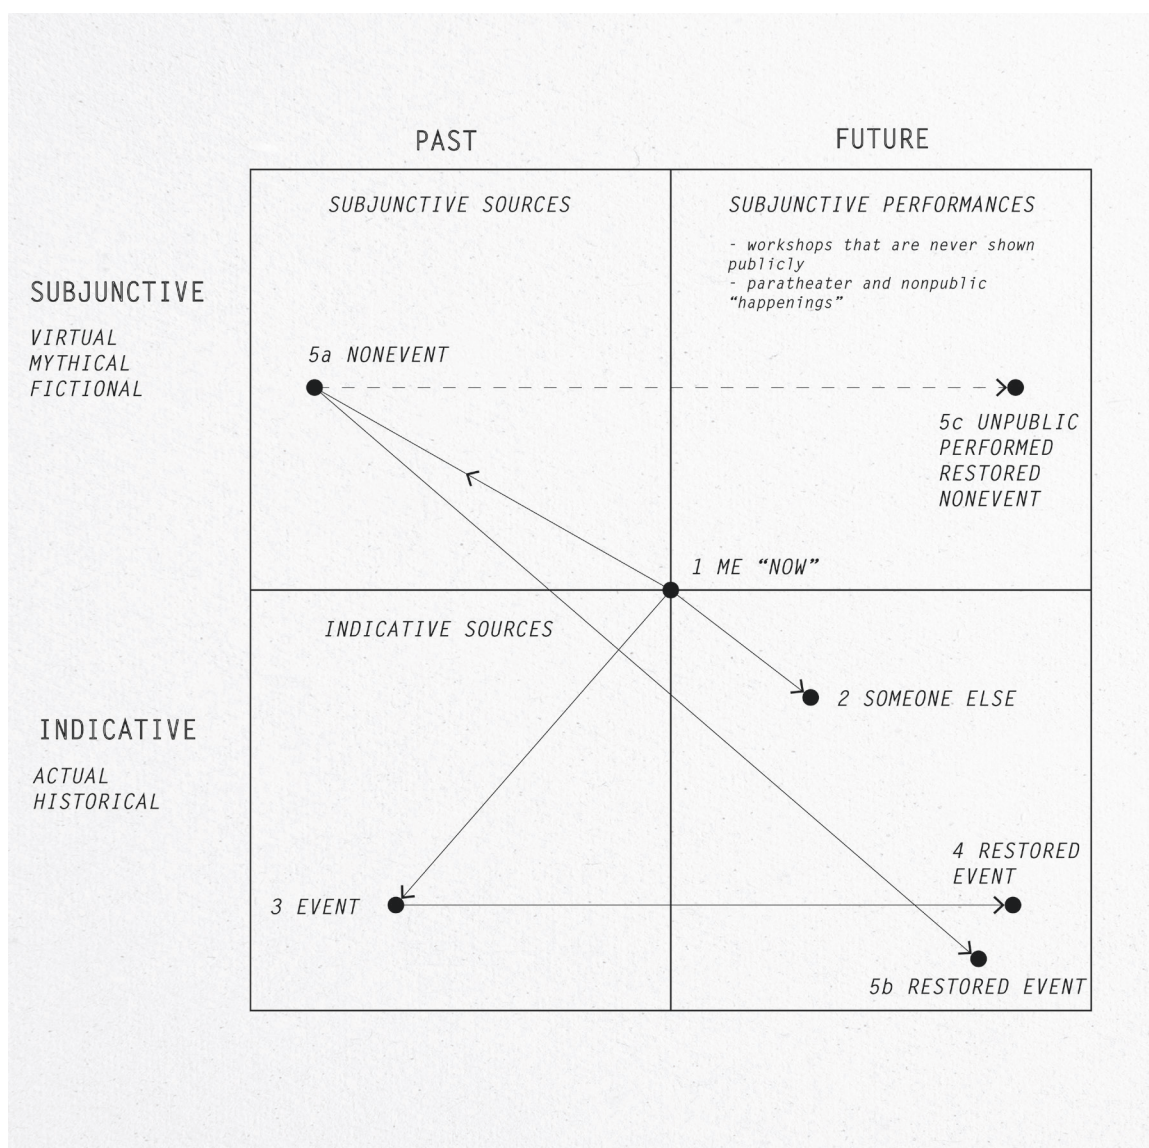 PAST
FUTURE
SUBJUNCTIVE SOURCES
SUBJUNCTIVE PERFORMANCES
- workshops that are never shown
publicly
- paratheater and nonpublic
“happenings”
SUBJUNCTIVE
VIRTUAL
MYTHICAL
FICTIONAL
5a NONEVENT
5c UNPUBLIC
PERFORMED
RESTORED
NONEVENT
1 ME “NOW”
INDICATIVE SOURCES
2 SOMEONE ELSE
INDICATIVE
ACTUAL
HISTORICAL
4 RESTORED
EVENT
3 EVENT
5b RESTORED EVENT